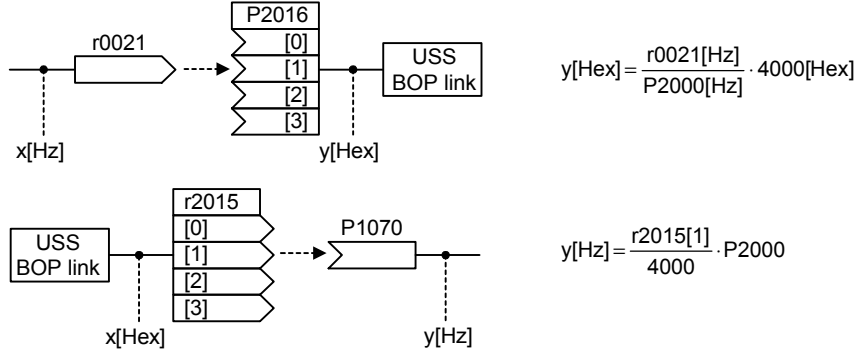 P2016
r0021
[0]
[1]
[2]
[3]
USS
BOP link
x[Hz]
y[Hex]
y[Hex] = r0021[Hz] / P2000[Hz] · 4000[Hex]
r2015
[0]
[1]
[2]
[3]
USS
BOP link
P1070
x[Hex]
y[Hz]
y[Hz] = r2015[1] / 4000 · P2000